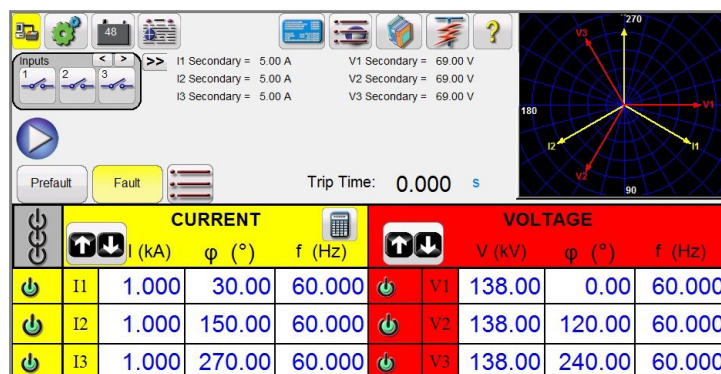 48
Inputs < > >>
1 2 3
I1 Secondary = 5.00 A V1 Secondary = 69.00 V
I2 Secondary = 5.00 A V2 Secondary = 69.00 V
I3 Secondary = 5.00 A V3 Secondary = 69.00 V
?
270
V3
180
V1
I2
I1
V2
90
Prefault Fault Trip Time: 0.000 s
CURRENT VOLTAGE
I (kA) φ (°) f (Hz) V (kV) φ (°) f (Hz)
I1 1.000 30.00 60.000 V1 138.00 0.00 60.000
I2 1.000 150.00 60.000 V2 138.00 120.00 60.000
I3 1.000 270.00 60.000 V3 138.00 240.00 60.000